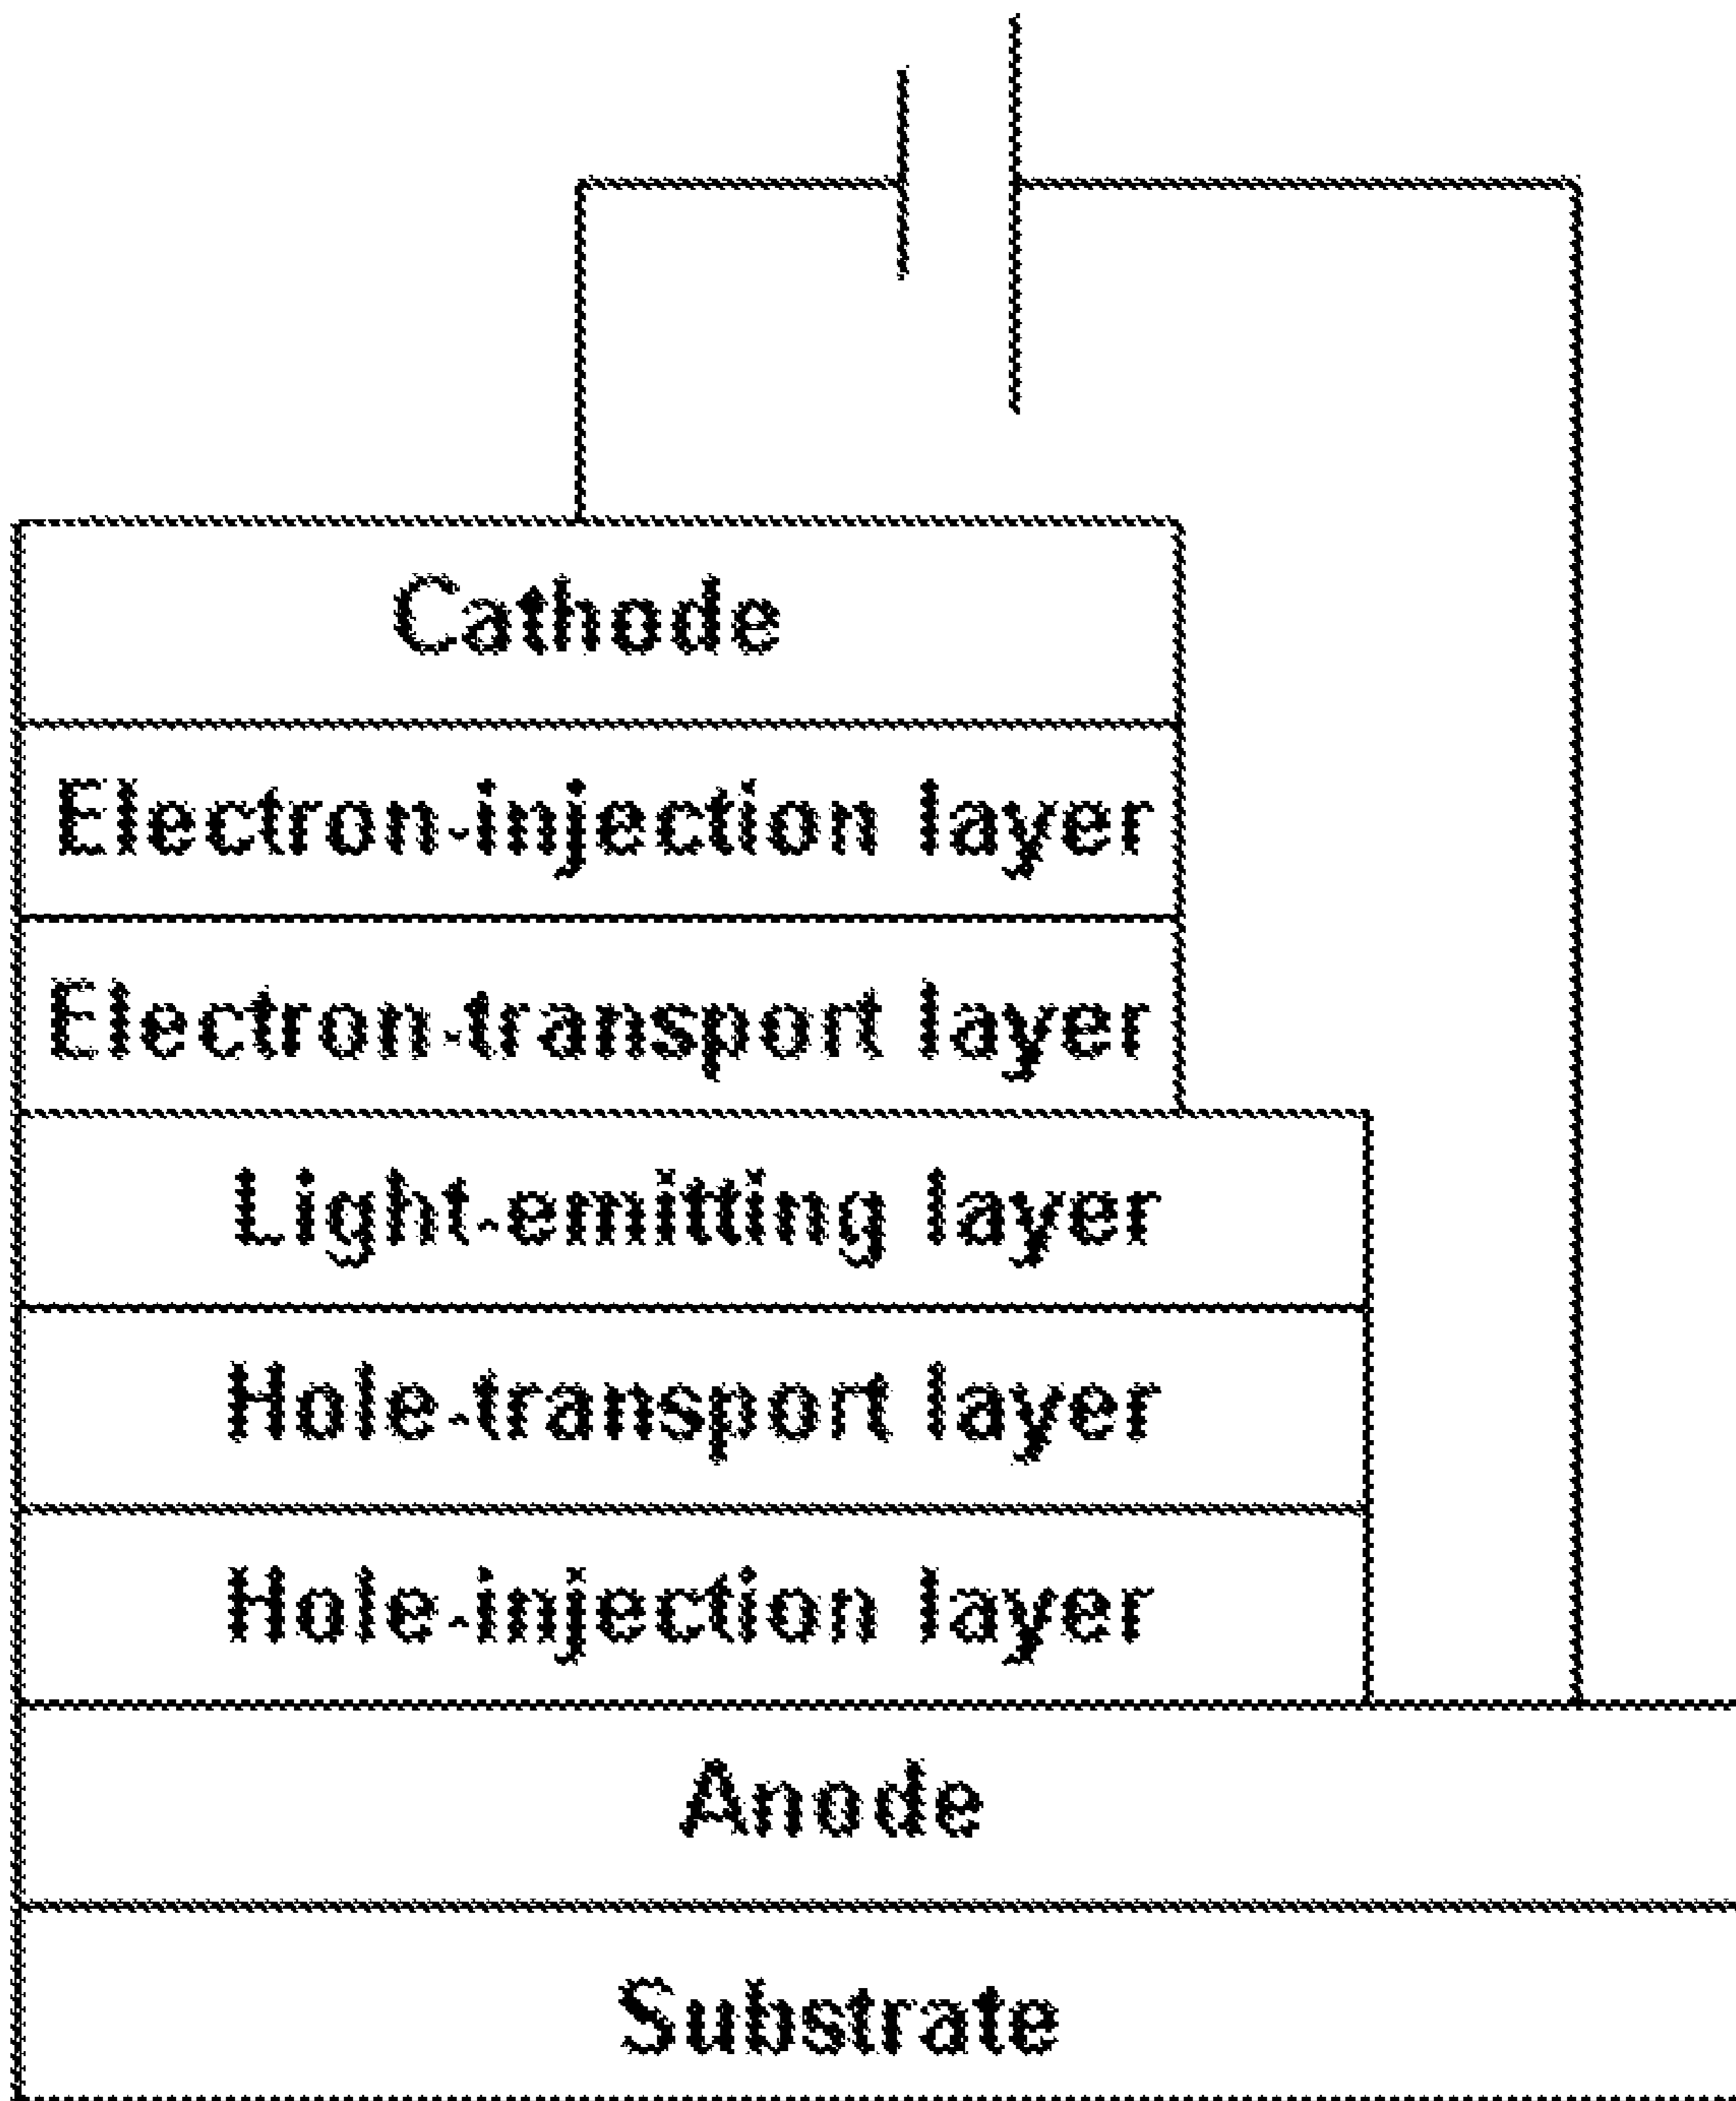 Cathode
Electron-injection layer
Electron-transport layer
Light-emitting layer
Hole-transport layer
Hole-injection layer
Anode
Substrate